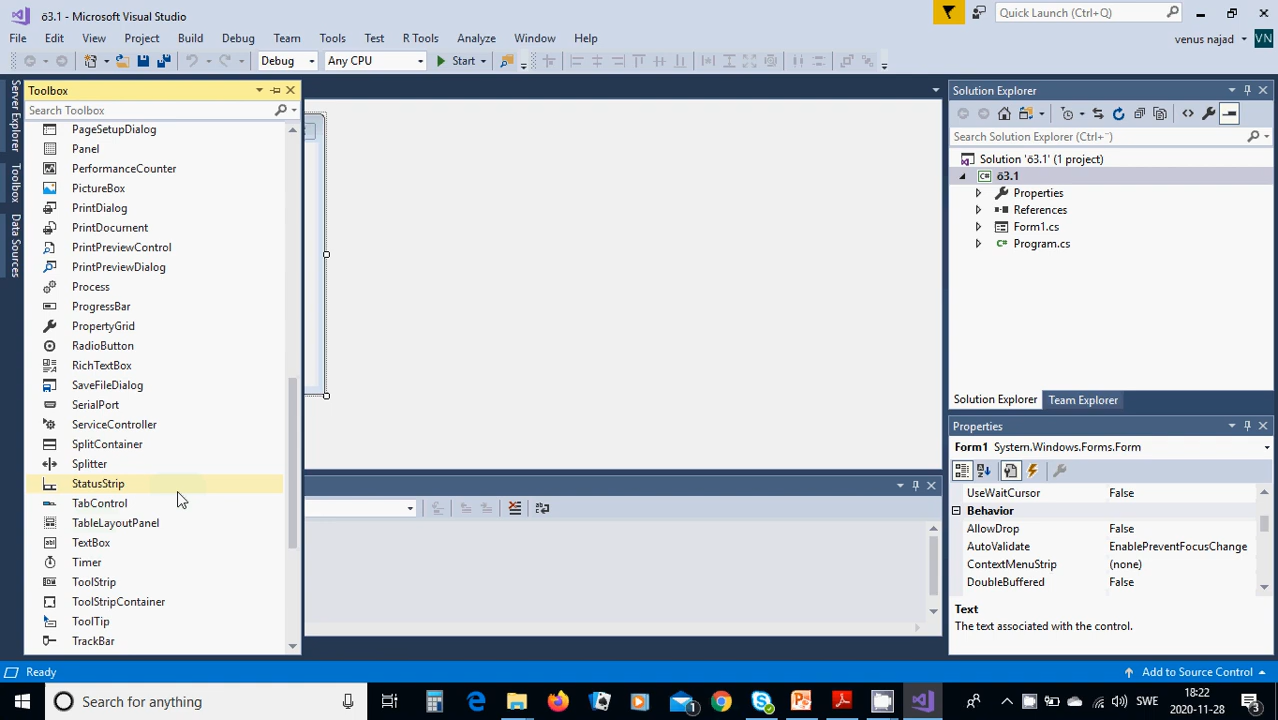 ö3.1 - Microsoft Visual Studio
Quick Launch (Ctrl+Q)
File Edit View Project Build Debug Team Tools Test R Tools Analyze Window Help
venus najad VN
Debug Any CPU Start
Server Explorer
Toolbox
Data Sources
Toolbox
Search Toolbox
PageSetupDialog
Panel
PerformanceCounter
PictureBox
PrintDialog
PrintDocument
PrintPreviewControl
PrintPreviewDialog
Process
ProgressBar
PropertyGrid
RadioButton
RichTextBox
SaveFileDialog
SerialPort
ServiceController
SplitContainer
Splitter
StatusStrip
TabControl
TableLayoutPanel
TextBox
Timer
ToolStrip
ToolStripContainer
ToolTip
TrackBar
Solution Explorer
Search Solution Explorer (Ctrl+¨)
Solution 'ö3.1' (1 project)
ö3.1
Properties
References
Form1.cs
Program.cs
Solution Explorer Team Explorer
Properties
Form1 System.Windows.Forms.Form
UseWaitCursor False
Behavior
AllowDrop False
AutoValidate EnablePreventFocusChange
ContextMenuStrip (none)
DoubleBuffered False
Text
The text associated with the control.
Ready
Add to Source Control
Search for anything
SWE
18:22
2020-11-28
1
3